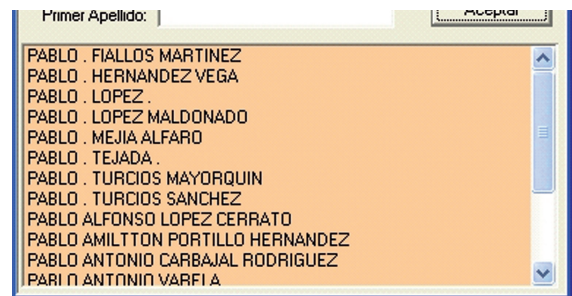 Primer Apellido:
Aceptar
PABLO . FIALLOS MARTINEZ
PABLO . HERNANDEZ VEGA
PABLO . LOPEZ .
PABLO . LOPEZ MALDONADO
PABLO . MEJIA ALFARO
PABLO . TEJADA .
PABLO . TURCIOS MAYORQUIN
PABLO . TURCIOS SANCHEZ
PABLO ALFONSO LOPEZ CERRATO
PABLO AMILTTON PORTILLO HERNANDEZ
PABLO ANTONIO CARBAJAL RODRIGUEZ
PABLO ANTONIO VARELA